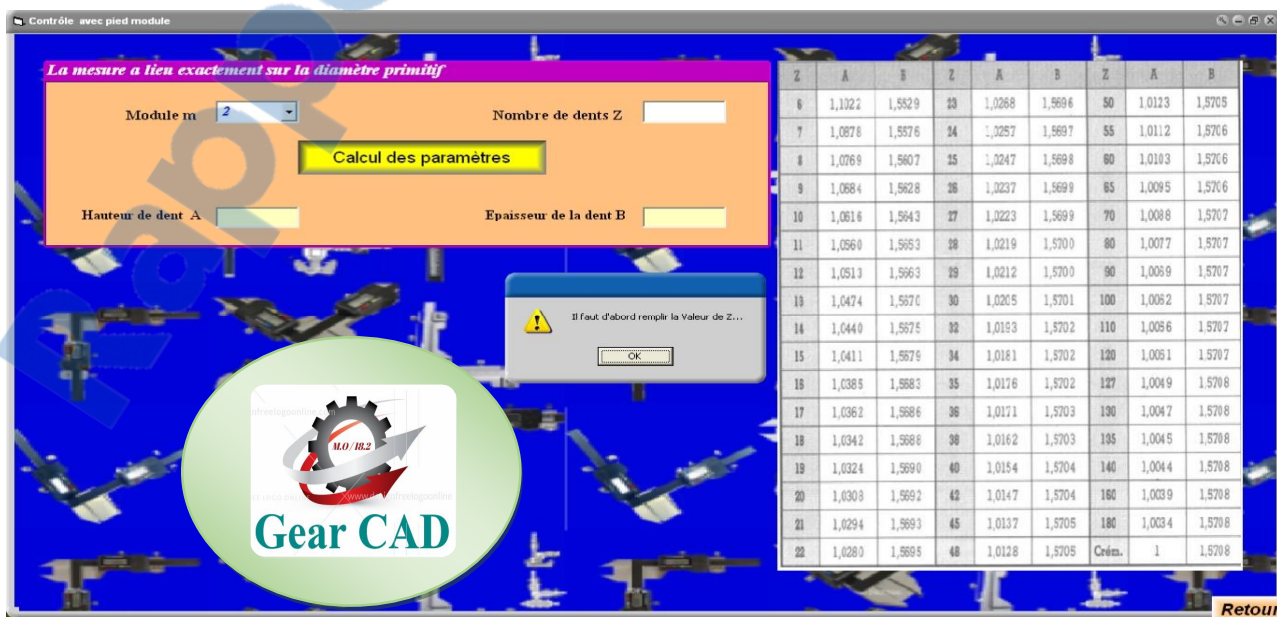 Contrôle avec pied module
La mesure a lieu exactement sur la diamètre primitif
Module m 2 Nombre de dents Z
Calcul des paramètres
Hauteur de dent A Epaisseur de la dent B
Il faut d'abord remplir la Valeur de Z...
OK
M.O/18.2
Gear CAD
Z A B Z A B Z A B
6 1,1022 1,5529 23 1,0268 1,5696 50 1,0123 1,5705
7 1,0878 1,5576 24 1,0257 1,5697 55 1,0112 1,5706
8 1,0769 1,5607 25 1,0247 1,5698 60 1,0103 1,5706
9 1,0684 1,5628 26 1,0237 1,5699 65 1,0095 1,5706
10 1,0616 1,5643 27 1,0223 1,5699 70 1,0088 1,5707
11 1,0560 1,5653 28 1,0219 1,5700 80 1,0077 1,5707
12 1,0513 1,5663 29 1,0212 1,5700 90 1,0069 1,5707
13 1,0474 1,5670 30 1,0205 1,5701 100 1,0062 1,5707
14 1,0440 1,5675 32 1,0193 1,5702 110 1,0056 1,5707
15 1,0411 1,5679 34 1,0181 1,5702 120 1,0051 1,5707
16 1,0385 1,5683 35 1,0176 1,5702 127 1,0049 1,5708
17 1,0362 1,5686 36 1,0171 1,5703 130 1,0047 1,5708
18 1,0342 1,5688 38 1,0162 1,5703 135 1,0045 1,5708
19 1,0324 1,5690 40 1,0154 1,5704 140 1,0044 1,5708
20 1,0308 1,5692 42 1,0147 1,5704 160 1,0039 1,5708
21 1,0294 1,5693 45 1,0137 1,5705 180 1,0034 1,5708
22 1,0280 1,5695 48 1,0128 1,5705 Crém. 1 1,5708
Retour